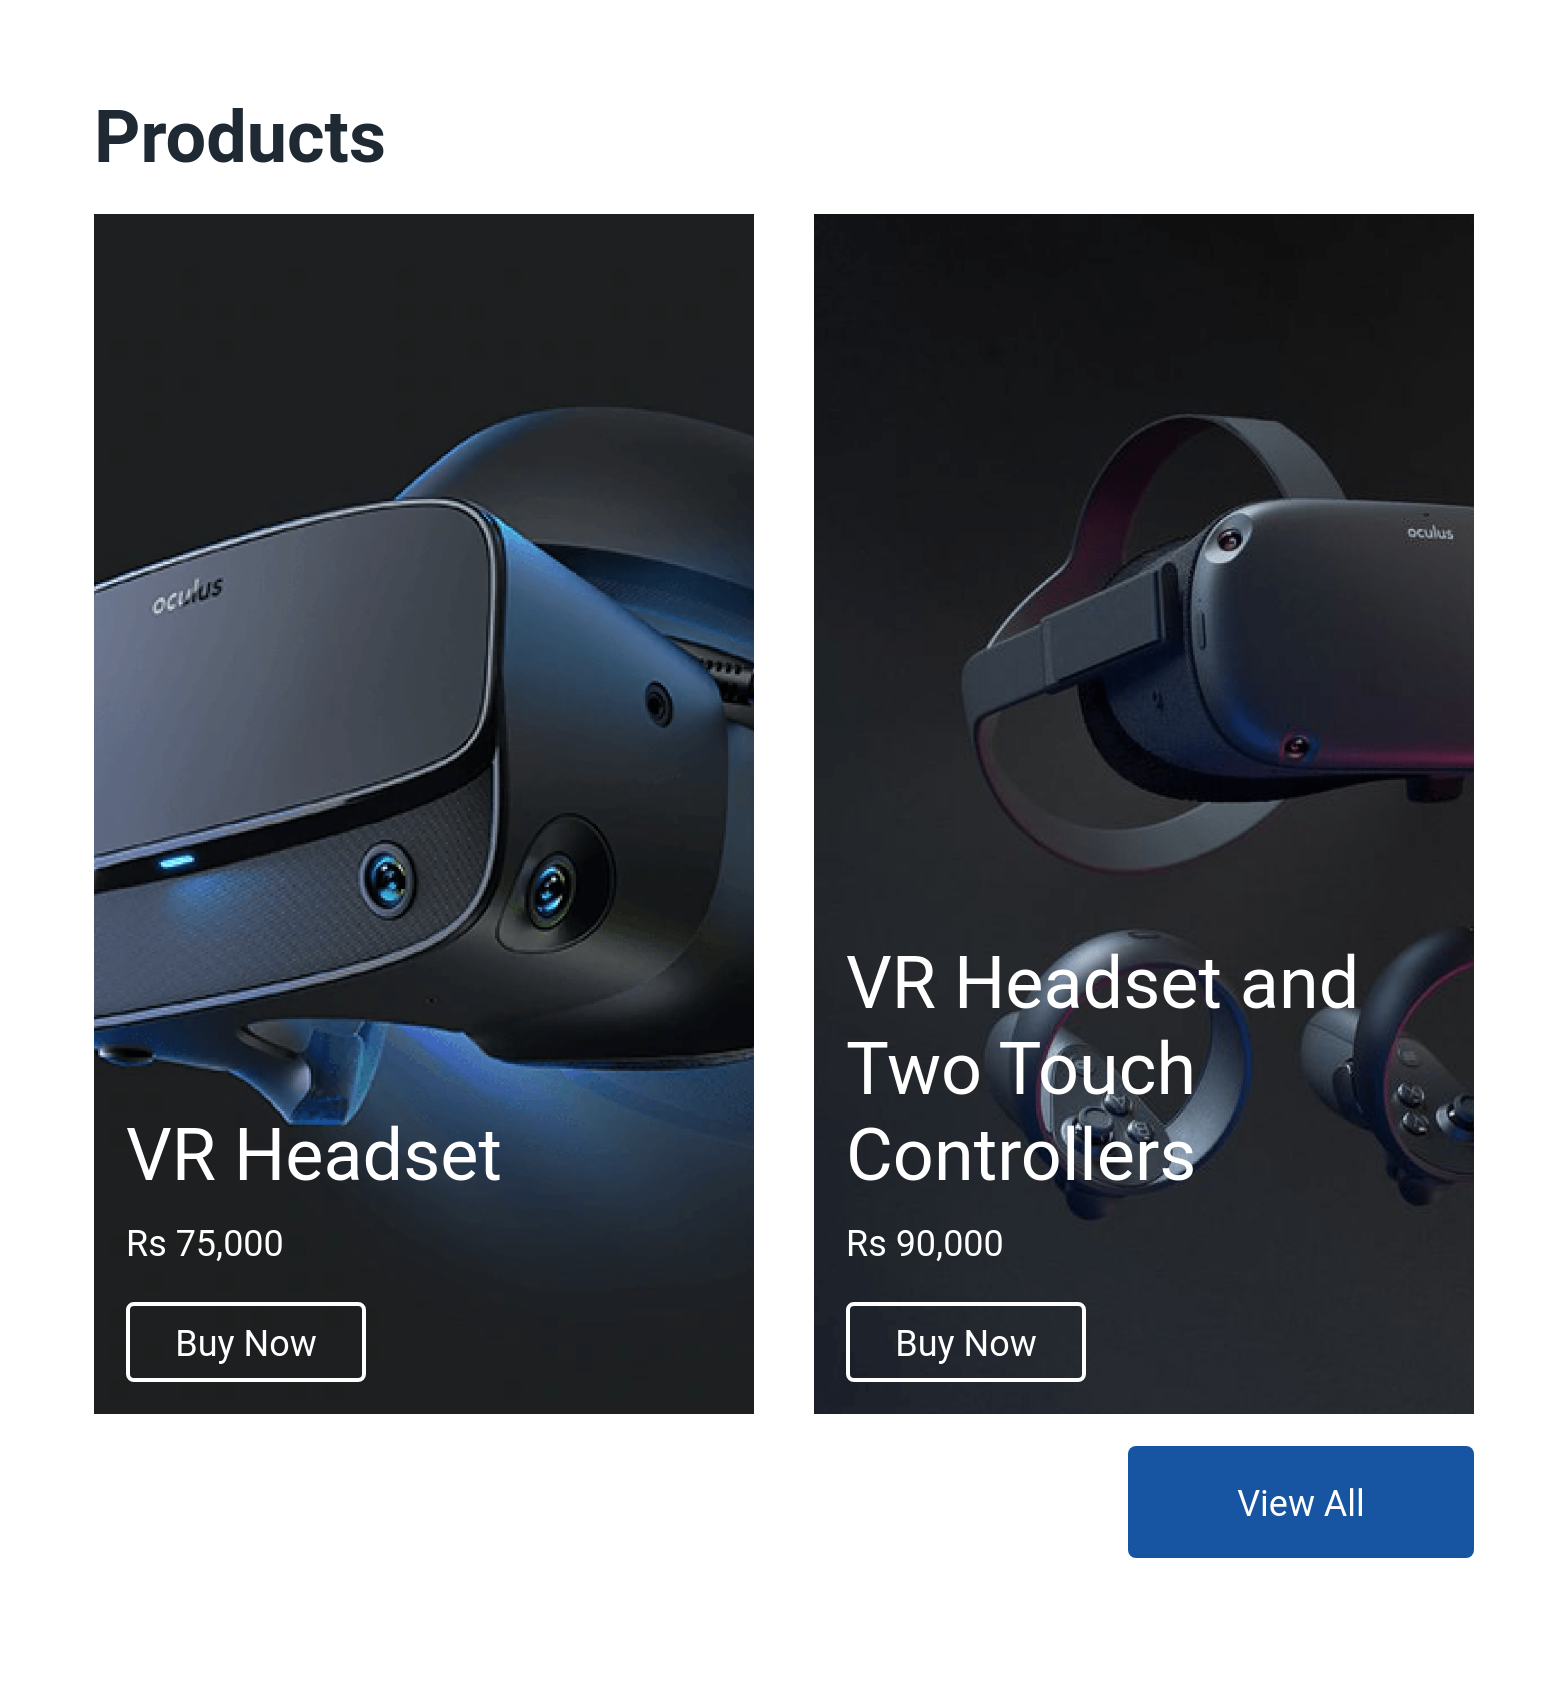 Products
oculus
VR Headset
Rs 75,000
Buy Now
oculus
VR Headset and
Two Touch
Controllers
Rs 90,000
Buy Now
View All